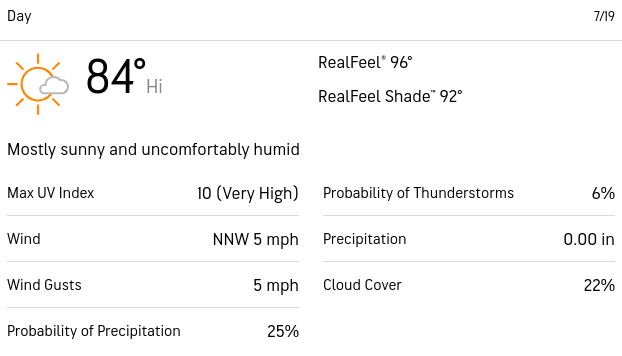 Day 7/19
84° Hi
RealFeel® 96°
RealFeel Shade™ 92°
Mostly sunny and uncomfortably humid
Max UV Index 10 (Very High)
Wind NNW 5 mph
Wind Gusts 5 mph
Probability of Precipitation 25%
Probability of Thunderstorms 6%
Precipitation 0.00 in
Cloud Cover 22%